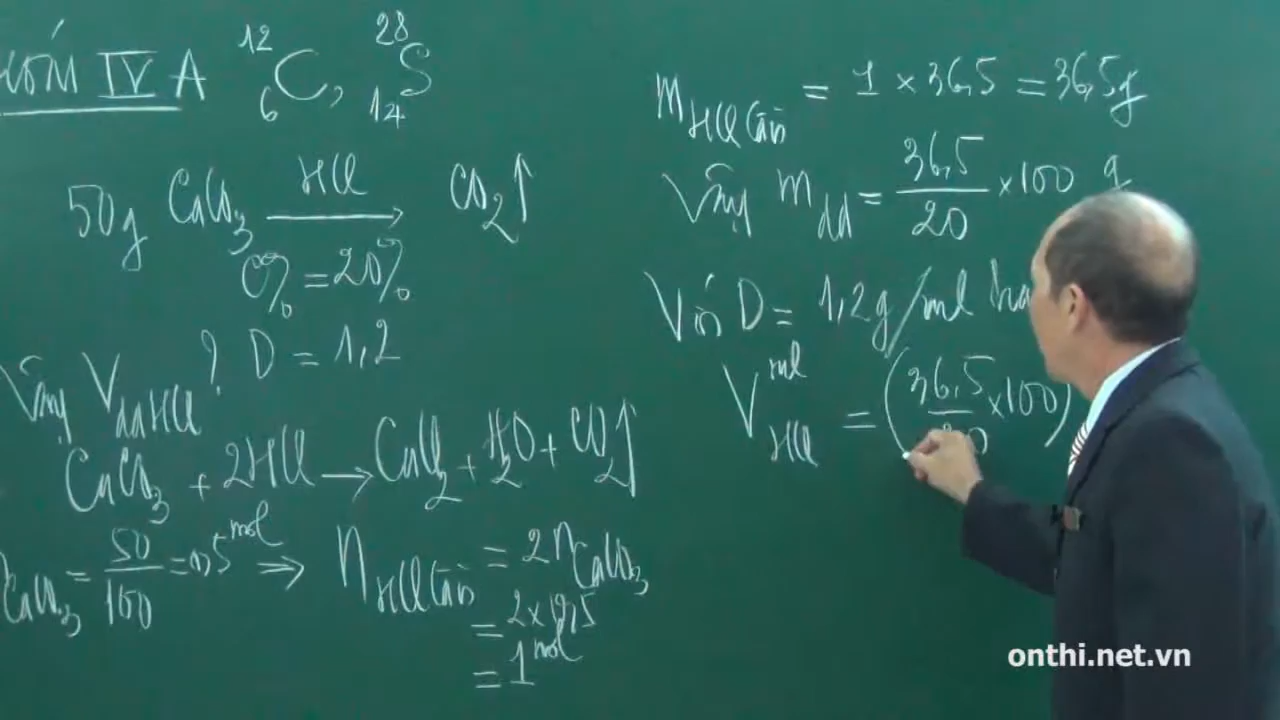 IV A ¹²₆C, ²⁸₁₄S
50g CaCO₃ —HCl→ CO₂↑
C% = 20%
Vậy V dd HCl ? D = 1,2
CaCO₃ + 2HCl → CaCl₂ + H₂O + CO₂↑
CaCO₃ = 50/100 = 0,5 mol ⇒ n HCl cần = 2n CaCO₃
= 2 x 0,5
= 1 mol
m HCl cần = 1 × 36,5 = 36,5g
Vậy m dd = 36,5/20 × 100 g
Với D = 1,2g/ml
V ml HCl = (36,5/20 × 100)
onthi.net.vn